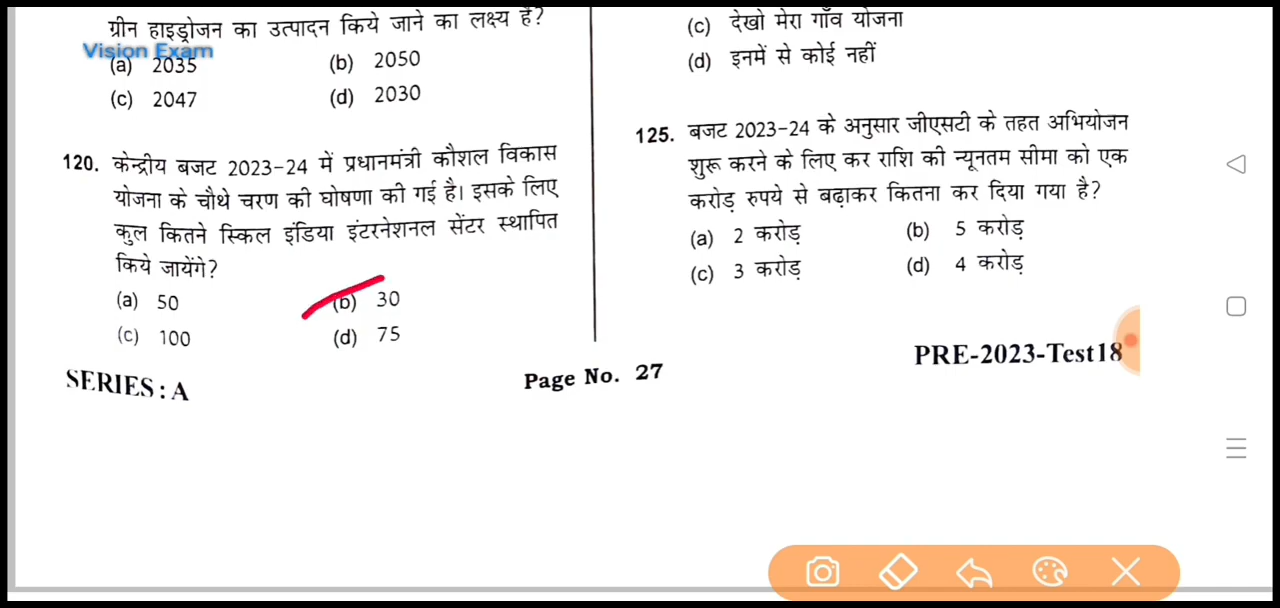 ग्रीन हाइड्रोजन का उत्पादन किये जाने का लक्ष्य है?
Vision Exam
(a) 2035 (b) 2050
(c) 2047 (d) 2030
120. केन्द्रीय बजट 2023-24 में प्रधानमंत्री कौशल विकास
योजना के चौथे चरण की घोषणा की गई है। इसके लिए
कुल कितने स्किल इंडिया इंटरनेशनल सेंटर स्थापित
किये जायेंगे?
(a) 50 (b) 30
(c) 100 (d) 75
(c) देखो मेरा गाँव योजना
(d) इनमें से कोई नहीं
125. बजट 2023-24 के अनुसार जीएसटी के तहत अभियोजन
शुरू करने के लिए कर राशि की न्यूनतम सीमा को एक
करोड़ रुपये से बढ़ाकर कितना कर दिया गया है?
(a) 2 करोड़ (b) 5 करोड़
(c) 3 करोड़ (d) 4 करोड़
SERIES : A
Page No. 27
PRE-2023-Test18